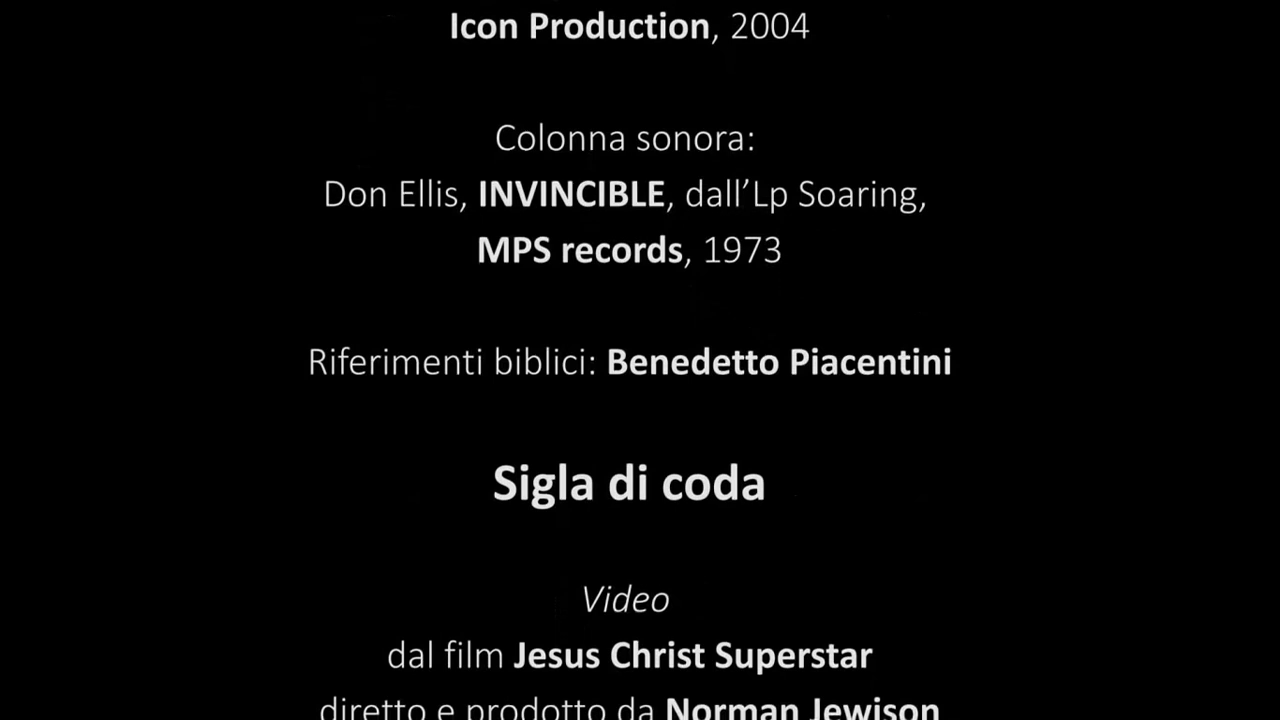 Icon Production, 2004
Colonna sonora:
Don Ellis, INVINCIBLE, dall’Lp Soaring,
MPS records, 1973
Riferimenti biblici: Benedetto Piacentini
Sigla di coda
Video
dal film Jesus Christ Superstar
diretto e prodotto da Norman Jewison